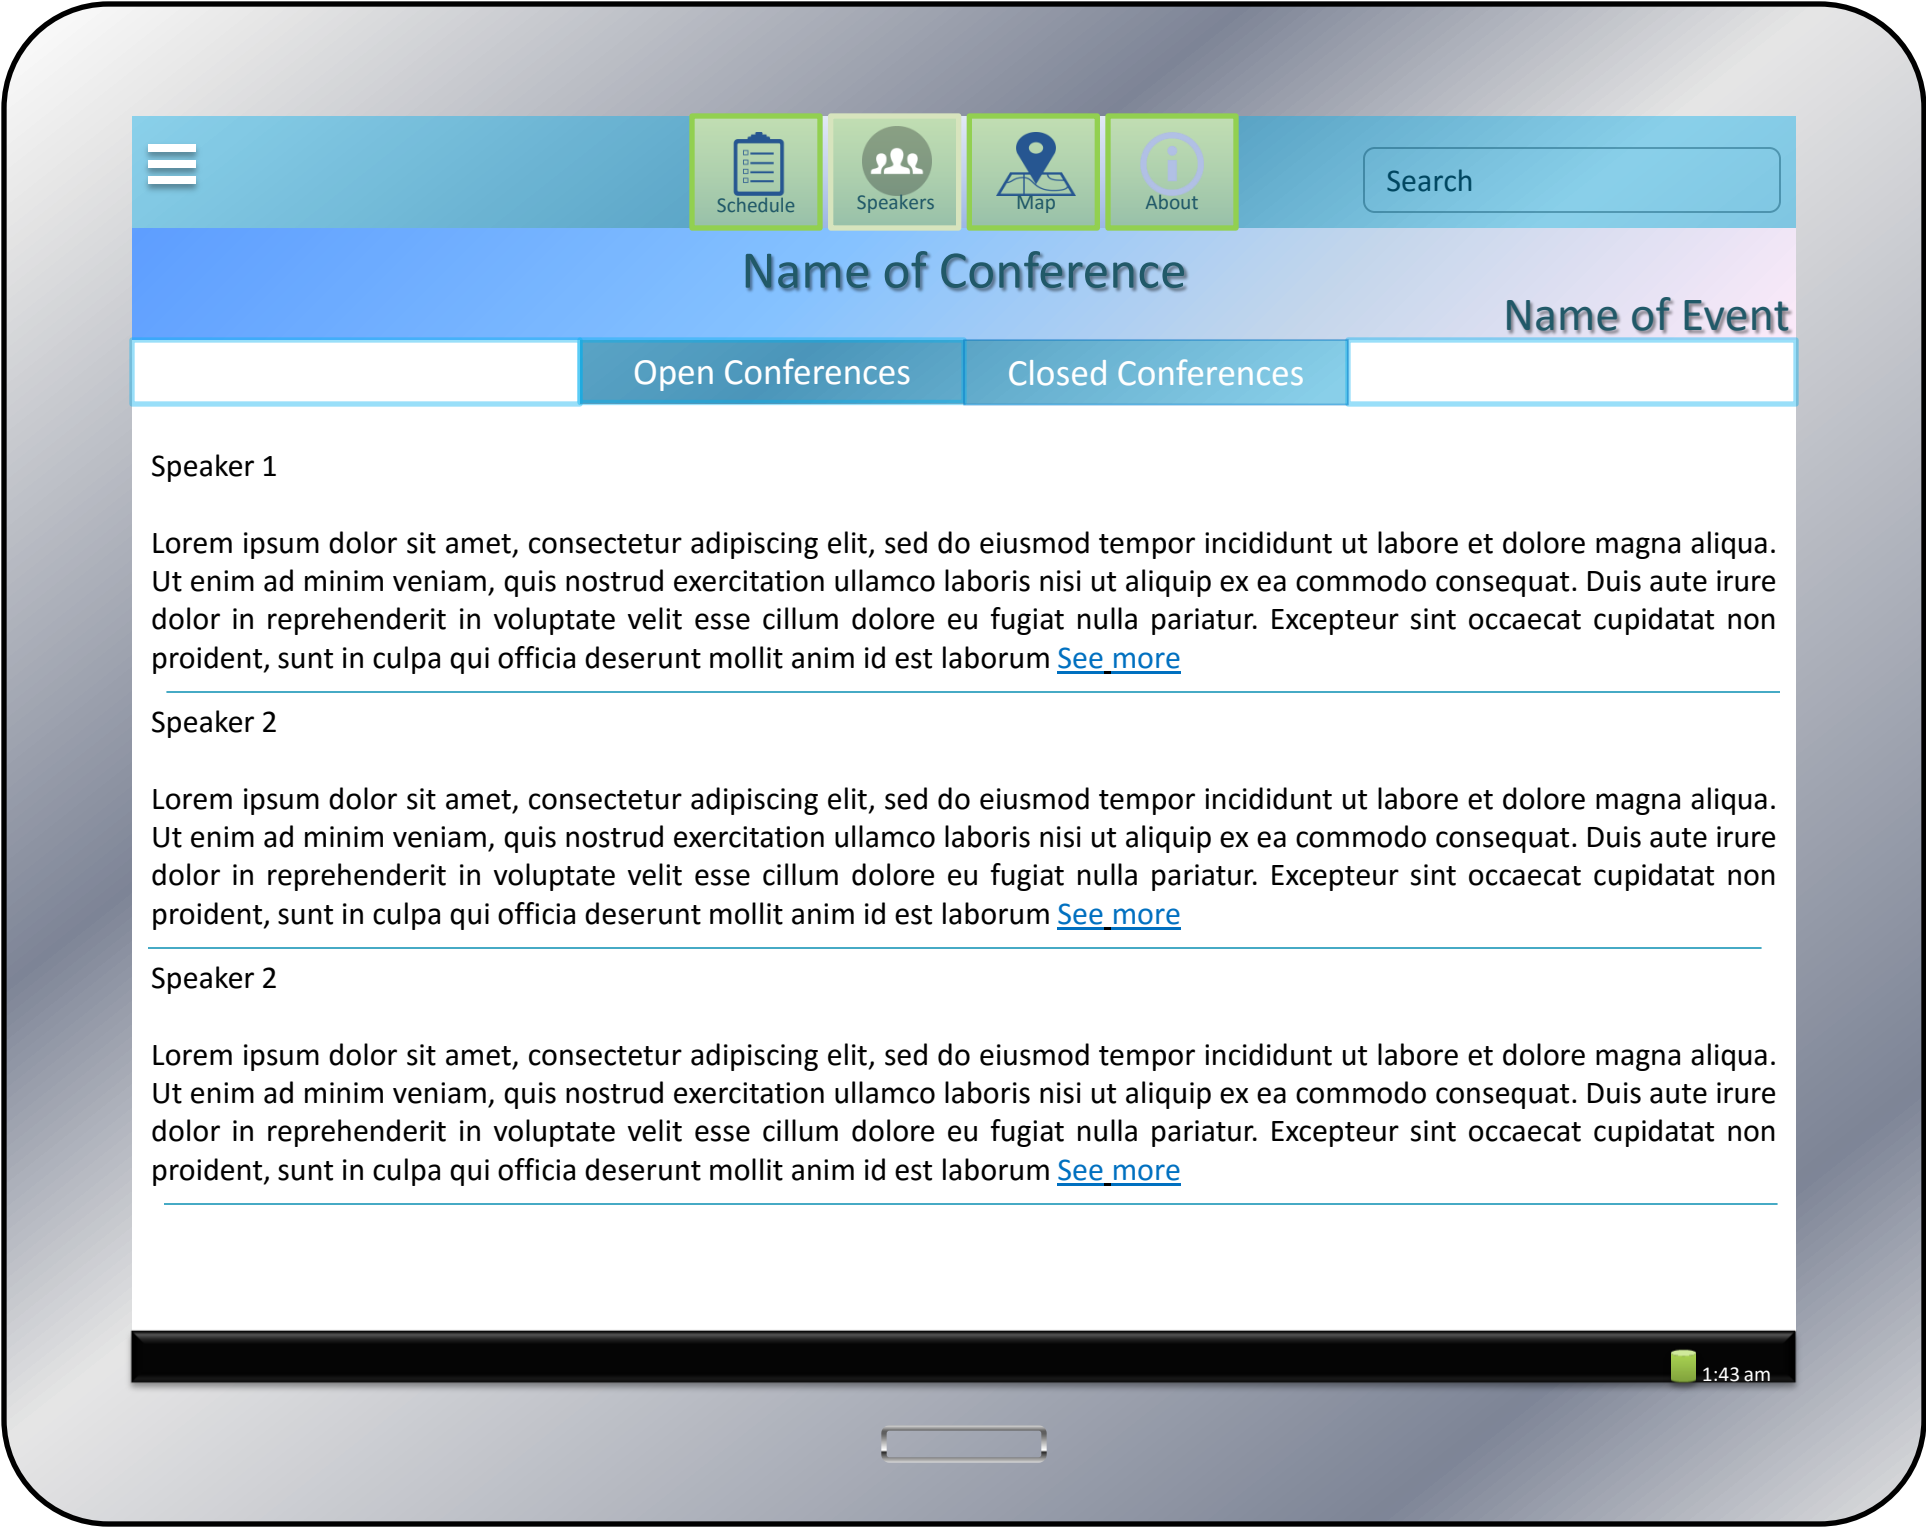 Schedule
Speakers
Map
About
Search
Name of Conference
Name of Event
Open Conferences
Closed Conferences
Speaker 1
Lorem ipsum dolor sit amet, consectetur adipiscing elit, sed do eiusmod tempor incididunt ut labore et dolore magna aliqua.
Ut enim ad minim veniam, quis nostrud exercitation ullamco laboris nisi ut aliquip ex ea commodo consequat. Duis aute irure
dolor in reprehenderit in voluptate velit esse cillum dolore eu fugiat nulla pariatur. Excepteur sint occaecat cupidatat non
proident, sunt in culpa qui officia deserunt mollit anim id est laborum See more
Speaker 2
Lorem ipsum dolor sit amet, consectetur adipiscing elit, sed do eiusmod tempor incididunt ut labore et dolore magna aliqua.
Ut enim ad minim veniam, quis nostrud exercitation ullamco laboris nisi ut aliquip ex ea commodo consequat. Duis aute irure
dolor in reprehenderit in voluptate velit esse cillum dolore eu fugiat nulla pariatur. Excepteur sint occaecat cupidatat non
proident, sunt in culpa qui officia deserunt mollit anim id est laborum See more
Speaker 2
Lorem ipsum dolor sit amet, consectetur adipiscing elit, sed do eiusmod tempor incididunt ut labore et dolore magna aliqua.
Ut enim ad minim veniam, quis nostrud exercitation ullamco laboris nisi ut aliquip ex ea commodo consequat. Duis aute irure
dolor in reprehenderit in voluptate velit esse cillum dolore eu fugiat nulla pariatur. Excepteur sint occaecat cupidatat non
proident, sunt in culpa qui officia deserunt mollit anim id est laborum See more
1:43 am